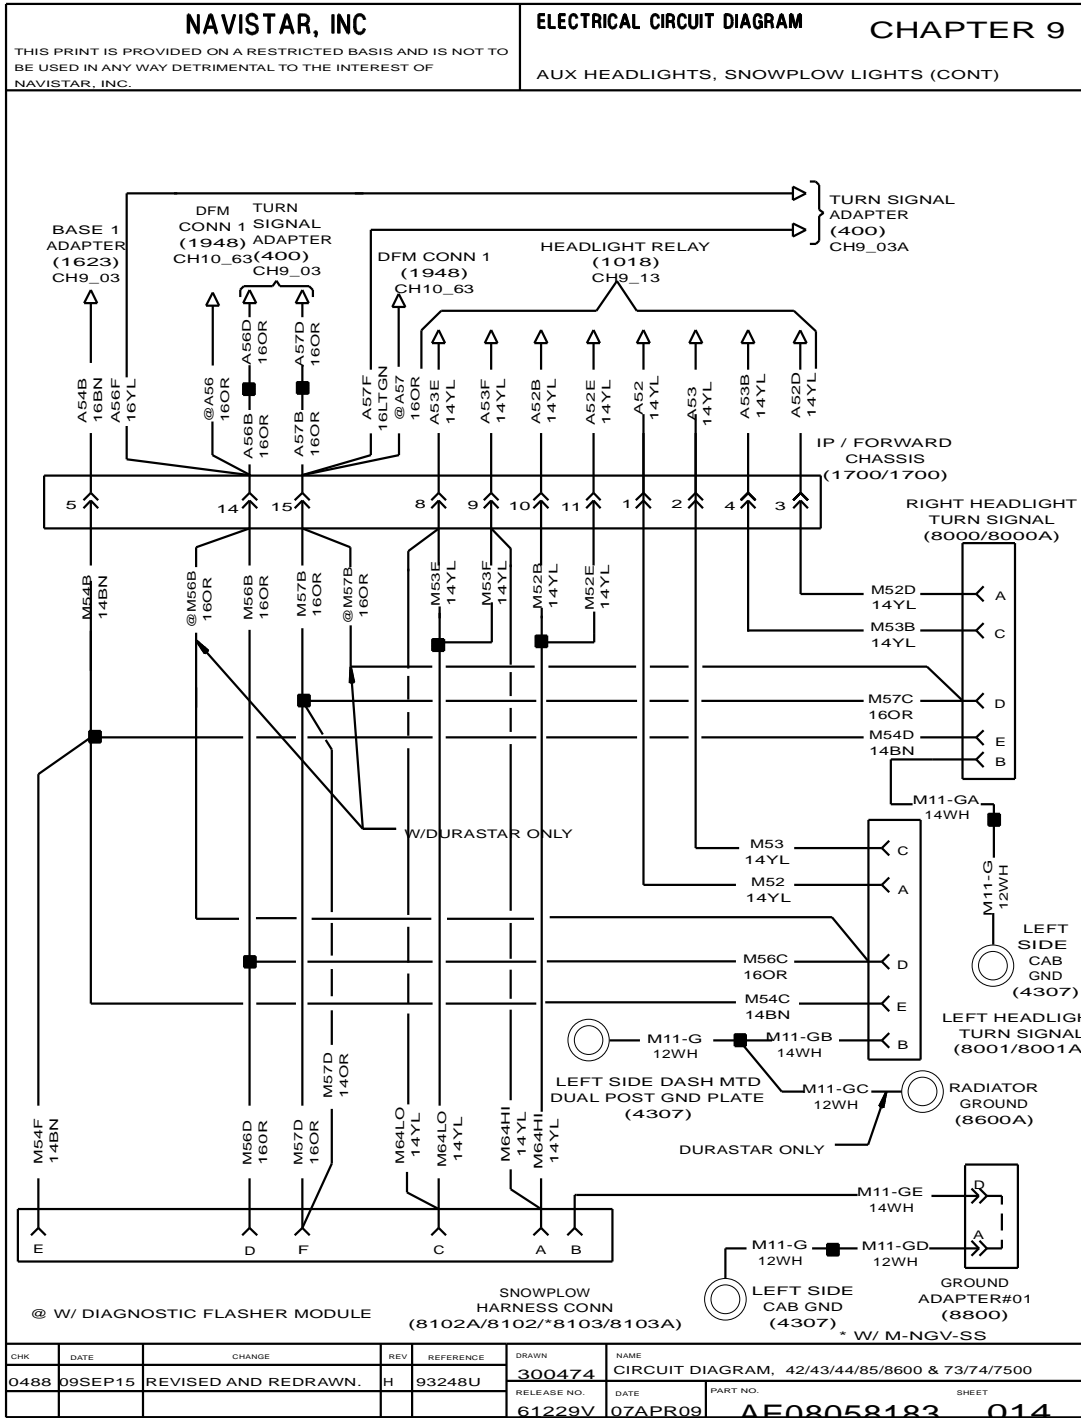 NAVISTAR, INC
THIS PRINT IS PROVIDED ON A RESTRICTED BASIS AND IS NOT TO
BE USED IN ANY WAY DETRIMENTAL TO THE INTEREST OF
NAVISTAR, INC.
ELECTRICAL CIRCUIT DIAGRAM
CHAPTER 9
AUX HEADLIGHTS, SNOWPLOW LIGHTS (CONT)
BASE 1
ADAPTER
(1623)
CH9_03
DFM
CONN 1
(1948)
CH10_63
TURN
SIGNAL
ADAPTER
(400)
CH9_03
DFM CONN 1
(1948)
CH10_63
HEADLIGHT RELAY
(1018)
CH9_13
TURN SIGNAL
ADAPTER
(400)
CH9_03A
A54B
16BN
A56F
16YL
@A56
16OR
A56D
16OR
A56B
16OR
A57D
16OR
A57B
16OR
A57F
16LTGN
@A57
16OR
A53E
14YL
A53F
14YL
A52B
14YL
A52E
14YL
A52
14YL
A53
14YL
A53B
14YL
A52D
14YL
IP / FORWARD
CHASSIS
(1700/1700)
5
14
15
8
9
10
11
1
2
4
3
RIGHT HEADLIGHT
TURN SIGNAL
(8000/8000A)
M54B
14BN
@M56B
16OR
M56B
16OR
M57B
16OR
@M57B
16OR
M53E
14YL
M53F
14YL
M52B
14YL
M52E
14YL
M52D
14YL
A
M53B
14YL
C
M57C
16OR
D
M54D
14BN
E
B
M11-GA
14WH
M11-G
12WH
LEFT
SIDE
CAB
GND
(4307)
W/DURASTAR ONLY
M53
14YL
C
M52
14YL
A
M56C
16OR
D
M54C
14BN
E
M11-G
12WH
M11-GB
14WH
B
LEFT HEADLIGH
TURN SIGNAL
(8001/8001A
LEFT SIDE DASH MTD
DUAL POST GND PLATE
(4307)
M11-GC
12WH
RADIATOR
GROUND
(8600A)
DURASTAR ONLY
M54F
14BN
M56D
160R
M57D
16OR
M57D
14OR
M64LO
14YL
M64LO
14YL
M64HI
14YL
M64HI
14YL
E
D
F
C
A
B
M11-GE
14WH
D
M11-G
12WH
M11-GD
12WH
A
LEFT SIDE
CAB GND
(4307)
GROUND
ADAPTER#01
(8800)
* W/ M-NGV-SS
@ W/ DIAGNOSTIC FLASHER MODULE
SNOWPLOW
HARNESS CONN
(8102A/8102/*8103/8103A)
CHK DATE CHANGE REV REFERENCE
0488 09SEP15 REVISED AND REDRAWN. H 93248U
DRAWN
300474
NAME
CIRCUIT DIAGRAM, 42/43/44/85/8600 & 73/74/7500
RELEASE NO.
61229V
DATE
07APR09
PART NO.
AE08058183
SHEET
014